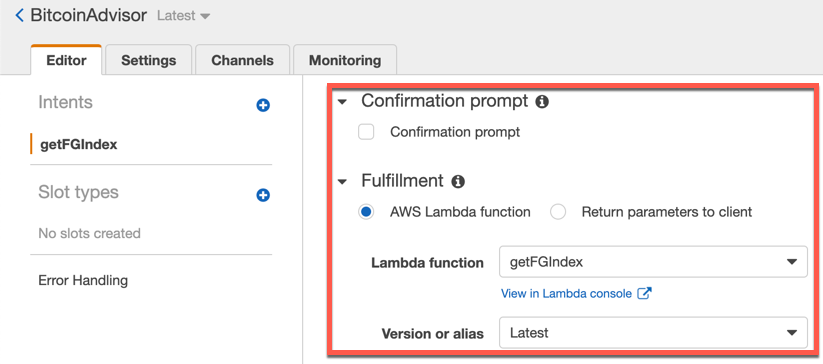 BitcoinAdvisor Latest
Editor Settings Channels Monitoring
Intents
getFGIndex
Slot types
No slots created
Error Handling
Confirmation prompt
Confirmation prompt
Fulfillment
AWS Lambda function Return parameters to client
Lambda function getFGIndex
View in Lambda console
Version or alias Latest